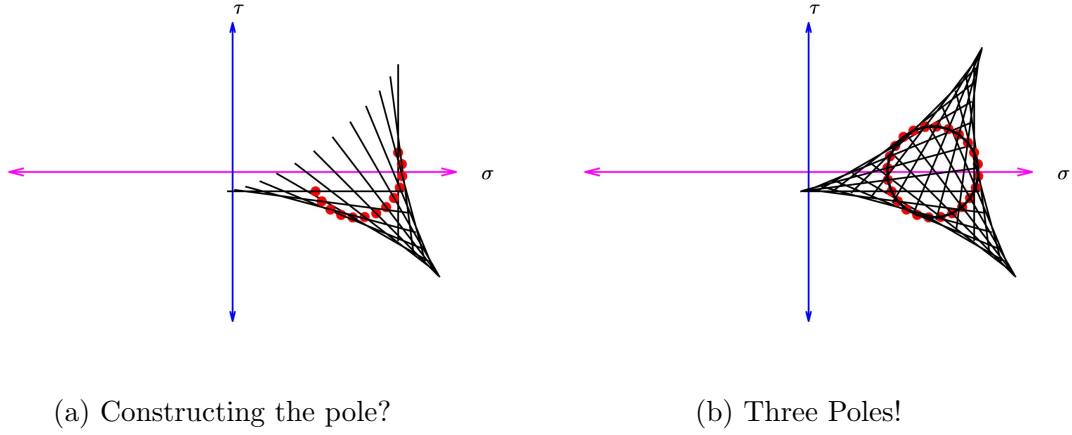 τ
τ
σ
σ
(a) Constructing the pole?
(b) Three Poles!